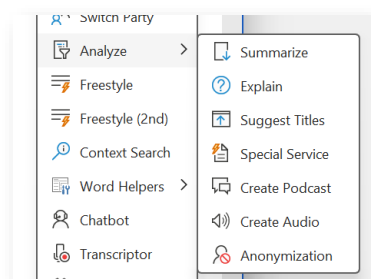 Switch Party
Analyze
Freestyle
Freestyle (2nd)
Context Search
Word Helpers
Chatbot
Transcriptor
Summarize
Explain
Suggest Titles
Special Service
Create Podcast
Create Audio
Anonymization